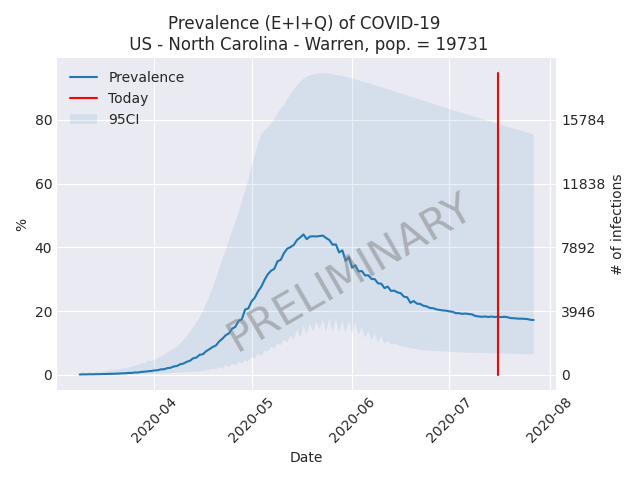 Prevalence (E+I+Q) of COVID-19
US - North Carolina - Warren, pop. = 19731
Prevalence
Today
95CI
%
80
60
40
20
0
15784
11838
7892
3946
0
# of infections
PRELIMINARY
2020-04
2020-05
2020-06
2020-07
2020-08
Date